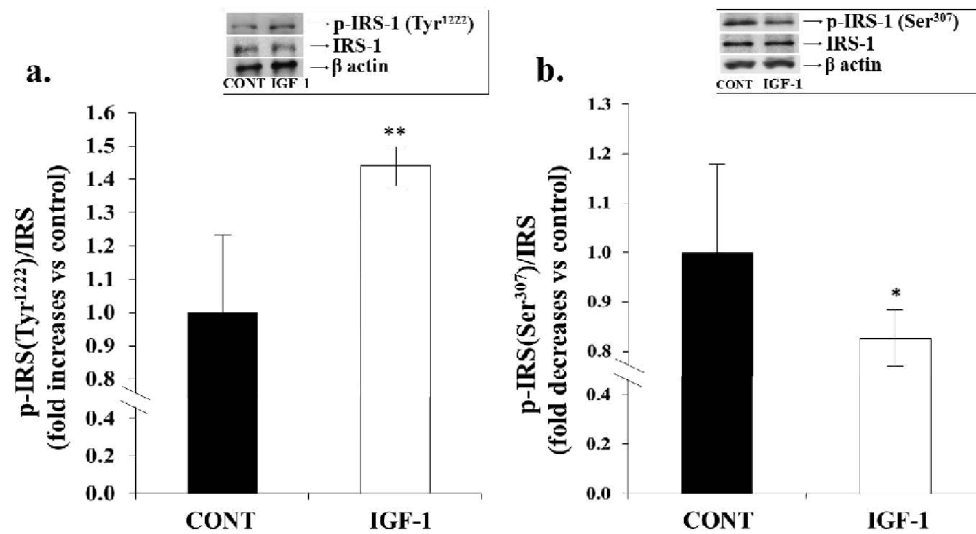 a.
p-IRS-1 (Tyr¹²²²)
IRS-1
β actin
CONT IGF-1
p-IRS(Tyr¹²²²)/IRS
(fold increases vs control)
1.6
1.5
1.4
1.3
1.2
1.1
1.0
0.9
0.8
0.4
0.2
0.0
**
CONT
IGF-1
b.
p-IRS-1 (Ser³⁰⁷)
IRS-1
β actin
CONT IGF-1
p-IRS(Ser³⁰⁷)/IRS
(fold decreases vs control)
1.3
1.2
1.1
1.0
0.9
0.8
0.4
0.2
0.0
*
CONT
IGF-1